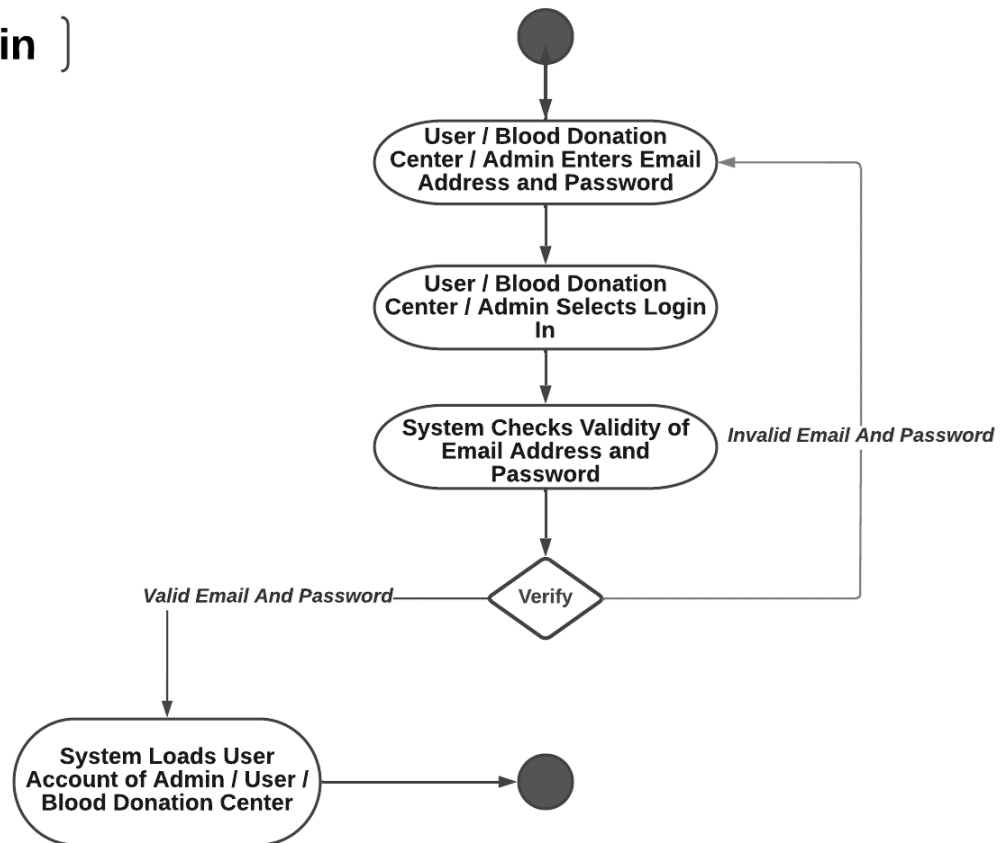 in
User / Blood Donation
Center / Admin Enters Email
Address and Password
User / Blood Donation
Center / Admin Selects Login
In
System Checks Validity of
Email Address and
Password
Invalid Email And Password
Valid Email And Password
Verify
System Loads User
Account of Admin / User /
Blood Donation Center